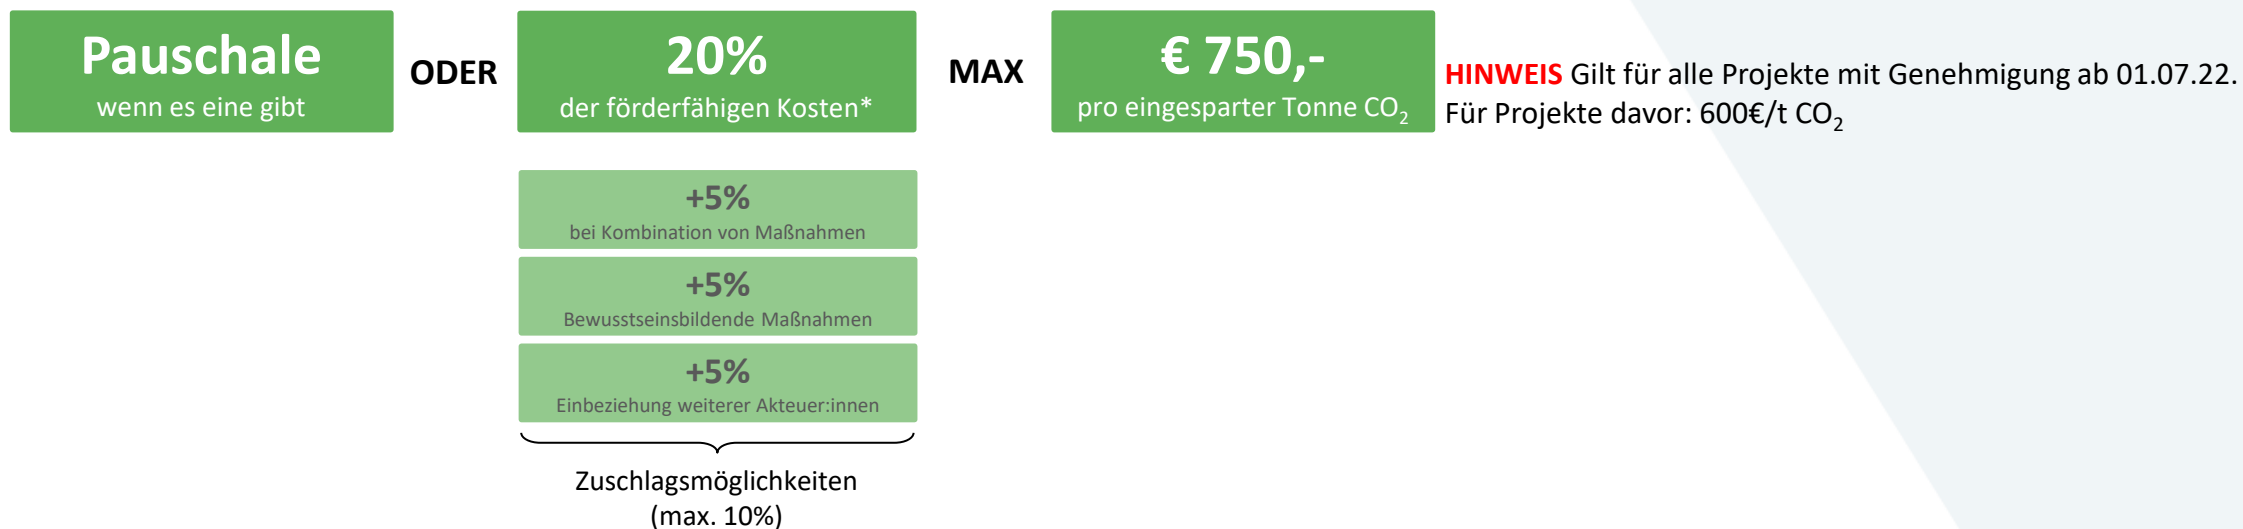 Pauschale
wenn es eine gibt
ODER
20%
der förderfähigen Kosten*
MAX
€ 750,-
pro eingesparter Tonne CO₂
HINWEIS Gilt für alle Projekte mit Genehmigung ab 01.07.22.
Für Projekte davor: 600€/t CO₂
+5%
bei Kombination von Maßnahmen
+5%
Bewusstseinsbildende Maßnahmen
+5%
Einbeziehung weiterer Akteuer:innen
Zuschlagsmöglichkeiten
(max. 10%)